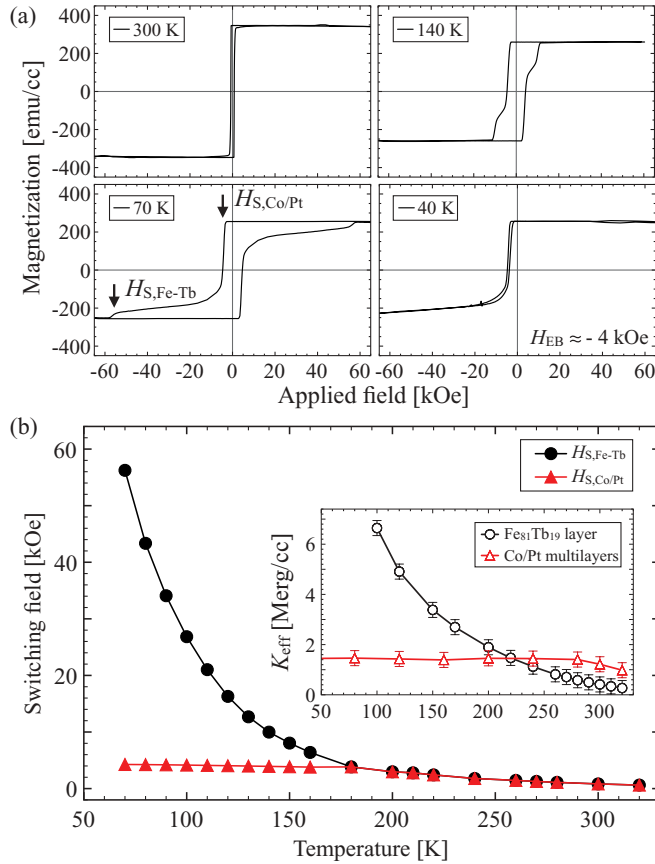 (a)
Magnetization [emu/cc]
400
200
0
-200
-400
300 K
140 K
400
200
0
-200
-400
70 K
H_S,Co/Pt
H_S,Fe-Tb
40 K
H_EB ≈ - 4 kOe
-60 -40 -20 0 20 40 60
-60 -40 -20 0 20 40 60
Applied field [kOe]
(b)
Switching field [kOe]
60
40
20
0
H_S,Fe-Tb
H_S,Co/Pt
K_eff [Merg/cc]
6
4
2
0
Fe₈₁Tb₁₉ layer
Co/Pt multilayers
50 100 150 200 250 300
50 100 150 200 250 300
Temperature [K]